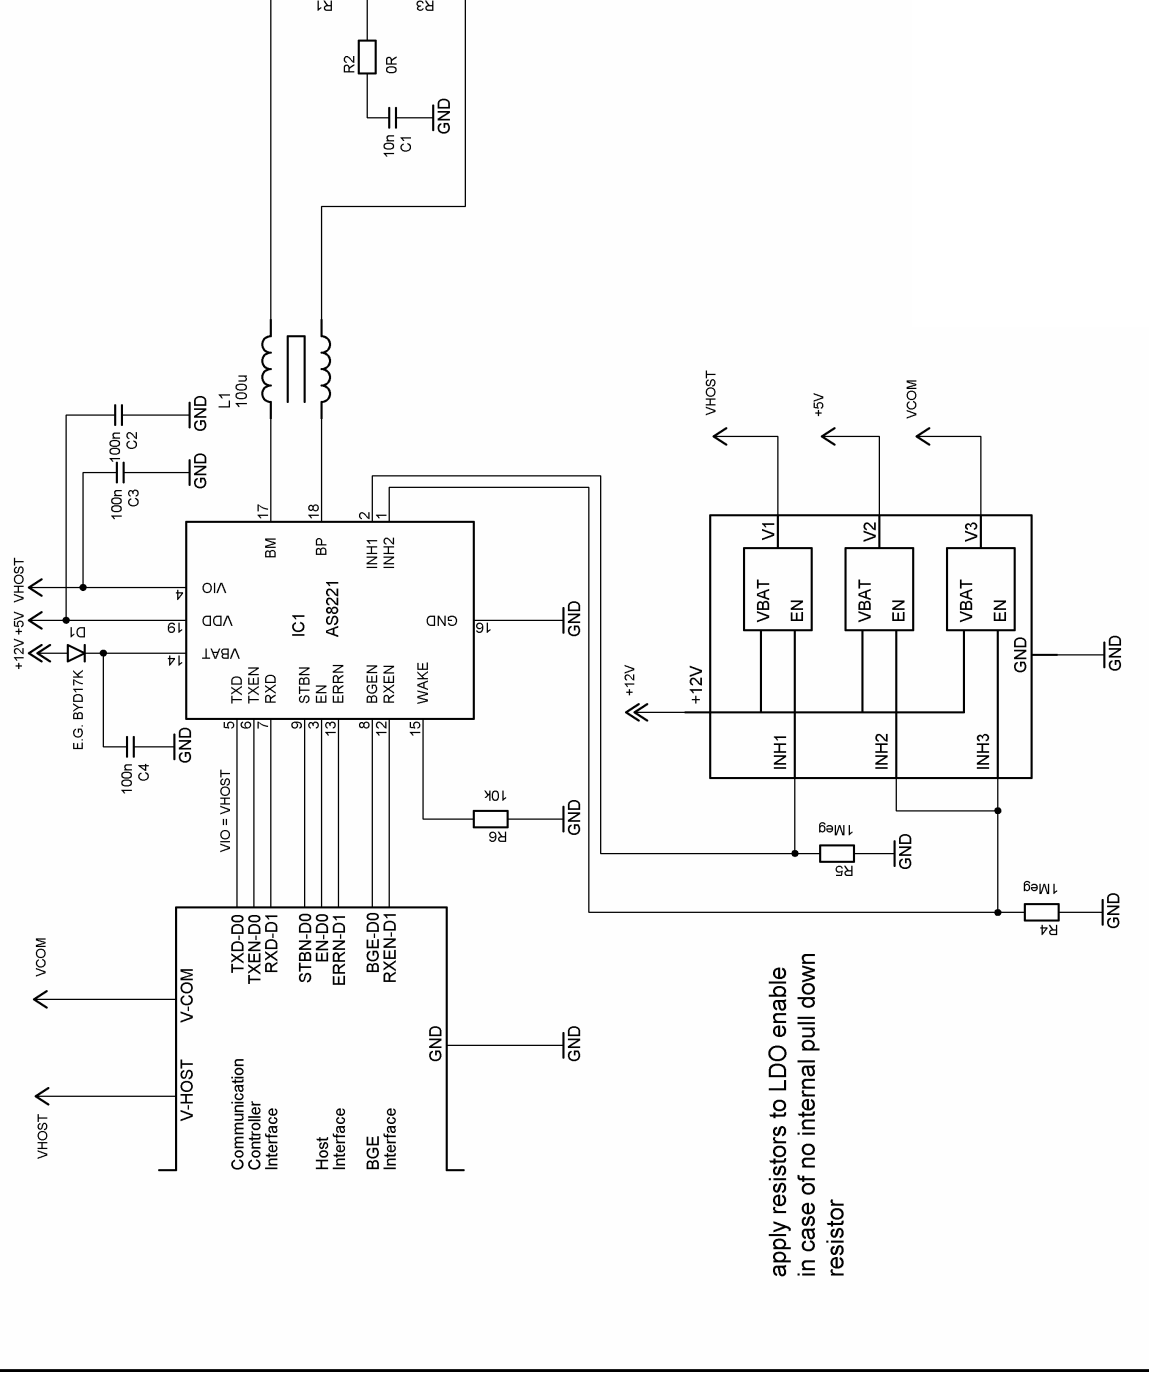 R1
R3
R2
0R
10n
C1
GND
L1
100u
100n
C2
GND
100n
C3
GND
VHOST
+5V
+12V
D1
E.G. BYD17K
100n
C4
GND
17
18
2
1
BM
BP
INH1
INH2
4
VIO
19
VDD
14
VBAT
IC1
AS8221
GND
16
GND
TXD
TXEN
RXD
STBN
EN
ERRN
BGEN
RXEN
WAKE
5
6
7
9
3
13
8
12
15
VIO = VHOST
10k
R6
GND
VHOST
+5V
VCOM
V1
V2
V3
VBAT
EN
VBAT
EN
VBAT
EN
GND
GND
+12V
+12V
INH1
INH2
INH3
1Meg
R5
GND
1Meg
R4
GND
VCOM
VHOST
V-COM
V-HOST
TXD-D0
TXEN-D0
RXD-D1
STBN-D0
EN-D0
ERRN-D1
BGE-D0
RXEN-D1
GND
GND
Communication
Controller
Interface
Host
Interface
BGE
Interface
apply resistors to LDO enable
in case of no internal pull down
resistor